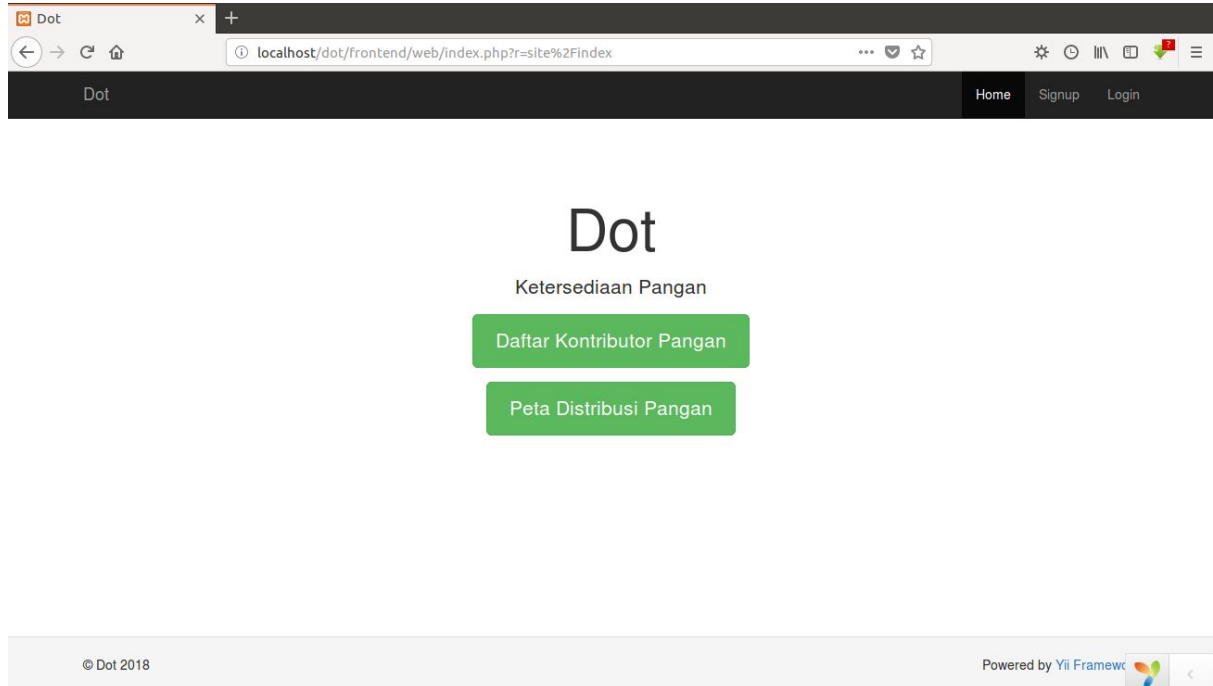 Dot
localhost/dot/frontend/web/index.php?r=site%2Findex
Dot
Home Signup Login
Dot
Ketersediaan Pangan
Daftar Kontributor Pangan
Peta Distribusi Pangan
© Dot 2018
Powered by Yii